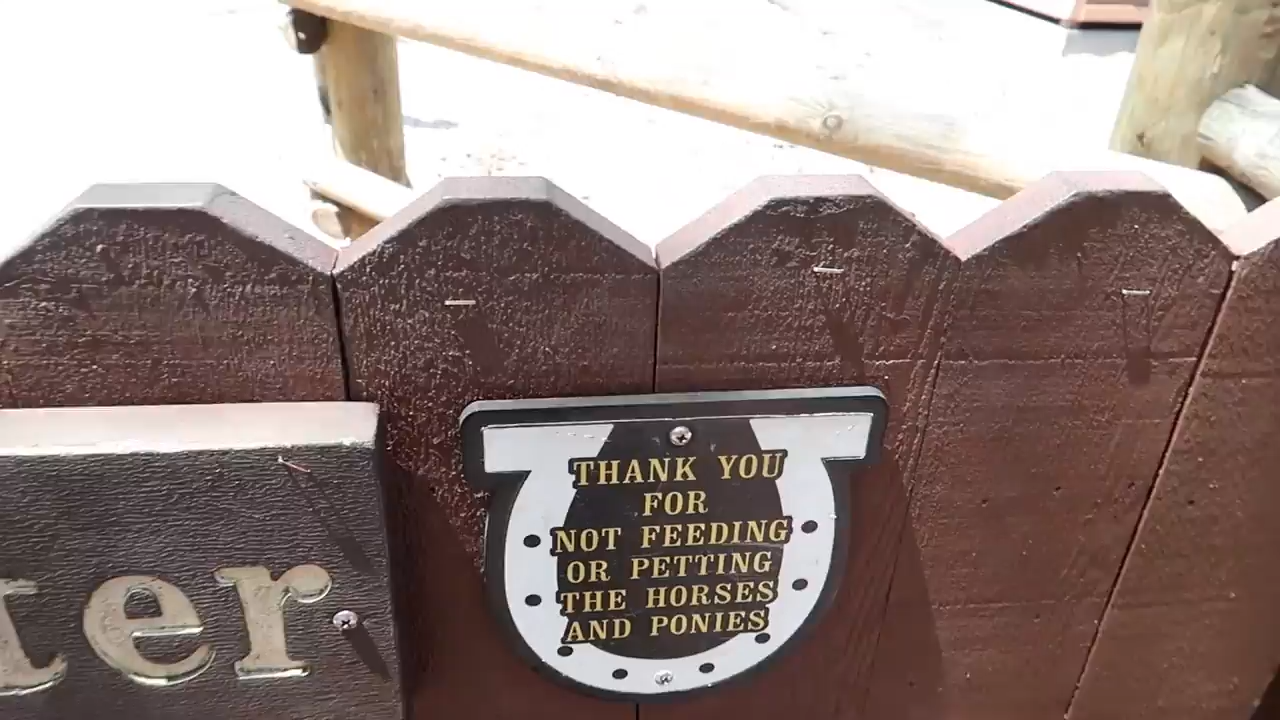 ter
THANK YOU
FOR
NOT FEEDING
OR PETTING
THE HORSES
AND PONIES